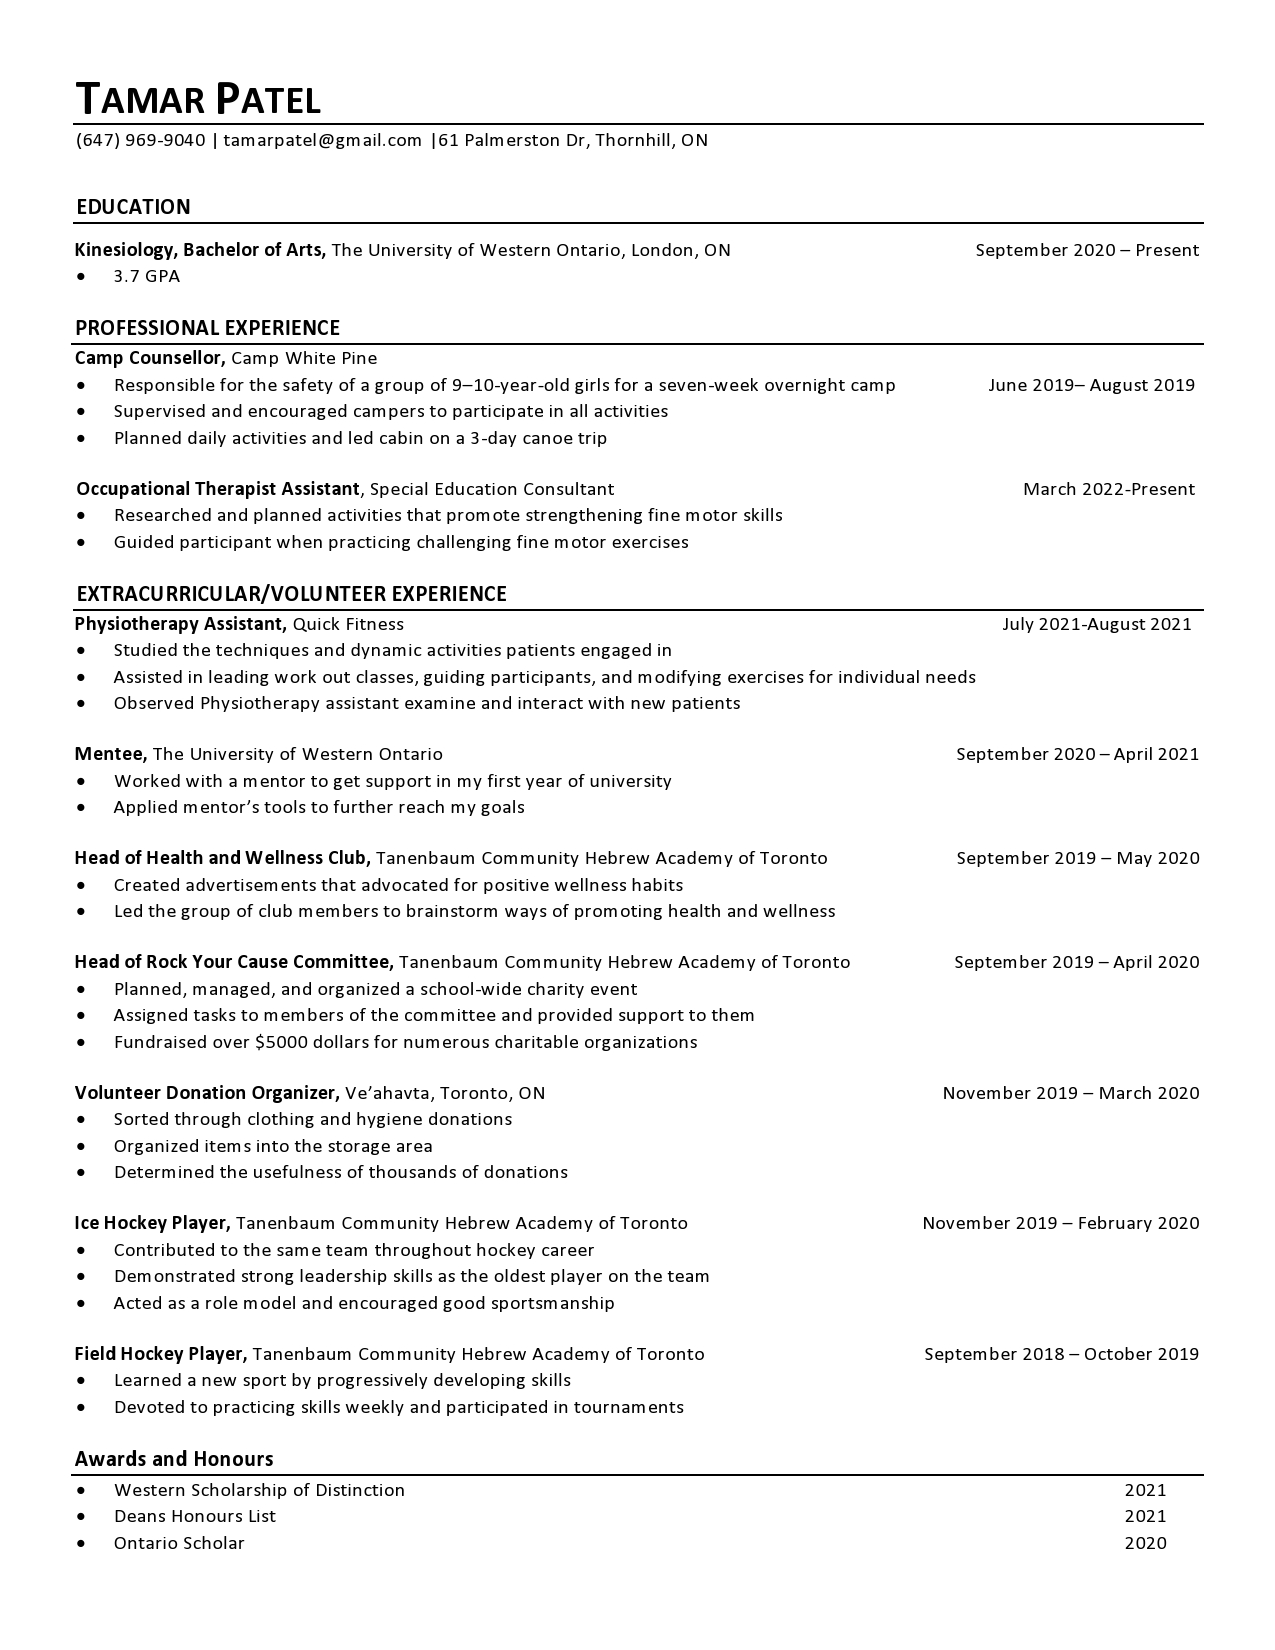 TAMAR PATEL
(647) 969-9040 | tamarpatel@gmail.com |61 Palmerston Dr, Thornhill, ON
EDUCATION
Kinesiology, Bachelor of Arts, The University of Western Ontario, London, ON September 2020 – Present
• 3.7 GPA
PROFESSIONAL EXPERIENCE
Camp Counsellor, Camp White Pine
• Responsible for the safety of a group of 9–10-year-old girls for a seven-week overnight camp June 2019– August 2019
• Supervised and encouraged campers to participate in all activities
• Planned daily activities and led cabin on a 3-day canoe trip
Occupational Therapist Assistant, Special Education Consultant March 2022-Present
• Researched and planned activities that promote strengthening fine motor skills
• Guided participant when practicing challenging fine motor exercises
EXTRACURRICULAR/VOLUNTEER EXPERIENCE
Physiotherapy Assistant, Quick Fitness July 2021-August 2021
• Studied the techniques and dynamic activities patients engaged in
• Assisted in leading work out classes, guiding participants, and modifying exercises for individual needs
• Observed Physiotherapy assistant examine and interact with new patients
Mentee, The University of Western Ontario September 2020 – April 2021
• Worked with a mentor to get support in my first year of university
• Applied mentor’s tools to further reach my goals
Head of Health and Wellness Club, Tanenbaum Community Hebrew Academy of Toronto September 2019 – May 2020
• Created advertisements that advocated for positive wellness habits
• Led the group of club members to brainstorm ways of promoting health and wellness
Head of Rock Your Cause Committee, Tanenbaum Community Hebrew Academy of Toronto September 2019 – April 2020
• Planned, managed, and organized a school-wide charity event
• Assigned tasks to members of the committee and provided support to them
• Fundraised over $5000 dollars for numerous charitable organizations
Volunteer Donation Organizer, Ve’ahavta, Toronto, ON November 2019 – March 2020
• Sorted through clothing and hygiene donations
• Organized items into the storage area
• Determined the usefulness of thousands of donations
Ice Hockey Player, Tanenbaum Community Hebrew Academy of Toronto November 2019 – February 2020
• Contributed to the same team throughout hockey career
• Demonstrated strong leadership skills as the oldest player on the team
• Acted as a role model and encouraged good sportsmanship
Field Hockey Player, Tanenbaum Community Hebrew Academy of Toronto September 2018 – October 2019
• Learned a new sport by progressively developing skills
• Devoted to practicing skills weekly and participated in tournaments
Awards and Honours
• Western Scholarship of Distinction 2021
• Deans Honours List 2021
• Ontario Scholar 2020